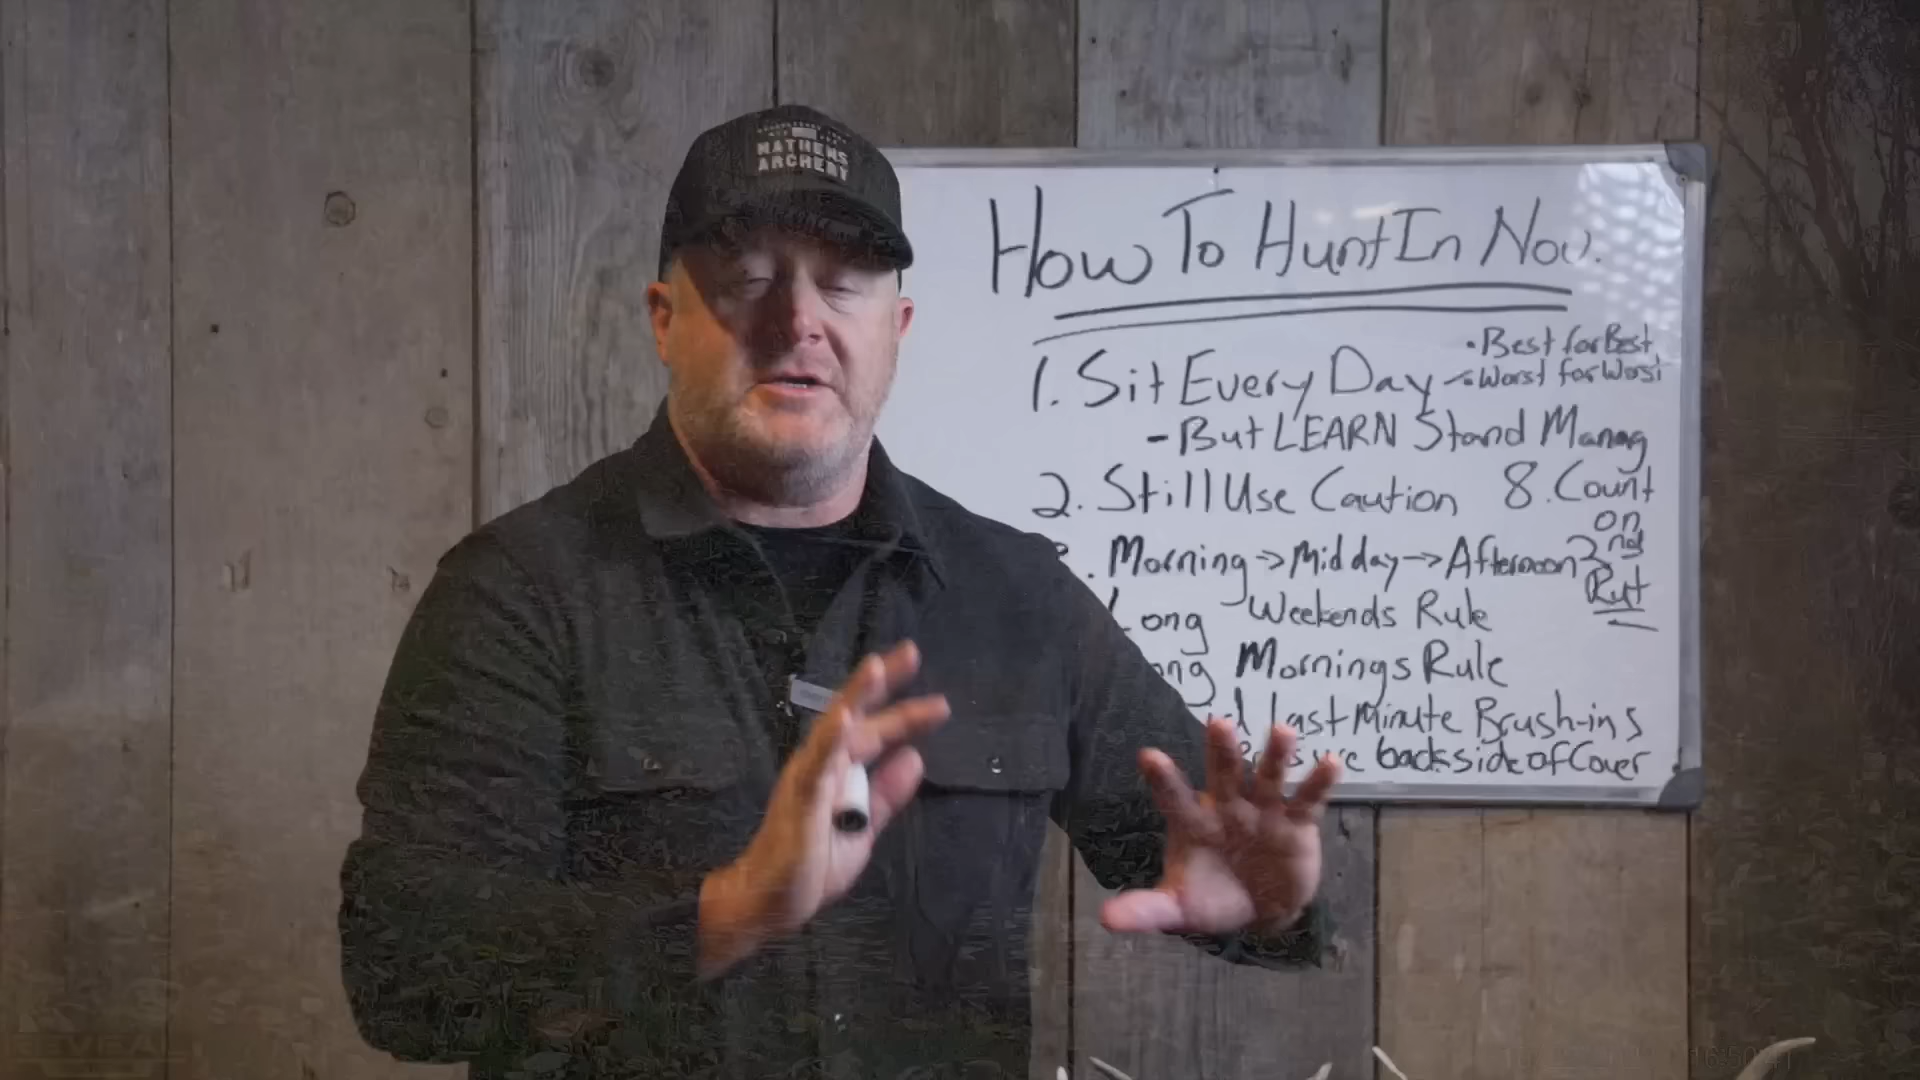 MATHEWS
ARCHERY
How To Hunt In Nov.
1. Sit Every Day
• Best for Best
• Worst for Worst
- But LEARN Stand Manag
2. Still Use Caution
8. Count
on
2nd
Rut
. Morning -> Midday -> Afternoon
Long Weekends Rule
ong Mornings Rule
Last Minute Brush-ins
backside of Cover